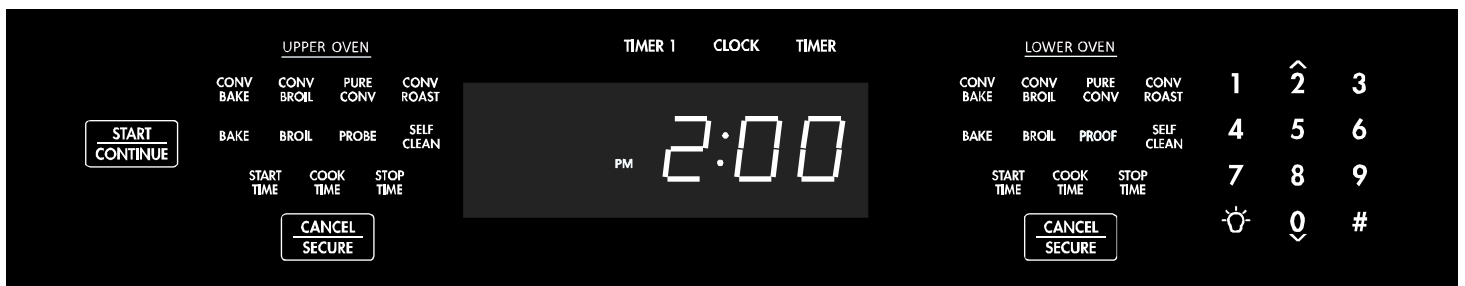 UPPER OVEN
CONV BAKE
CONV BROIL
PURE CONV
CONV ROAST
START
CONTINUE
BAKE
BROIL
PROBE
SELF CLEAN
START TIME
COOK TIME
STOP TIME
CANCEL
SECURE
TIMER 1
CLOCK
TIMER
PM 2:00
LOWER OVEN
CONV BAKE
CONV BROIL
PURE CONV
CONV ROAST
BAKE
BROIL
PROOF
SELF CLEAN
START TIME
COOK TIME
STOP TIME
CANCEL
SECURE
1 2 3
4 5 6
7 8 9
0 #